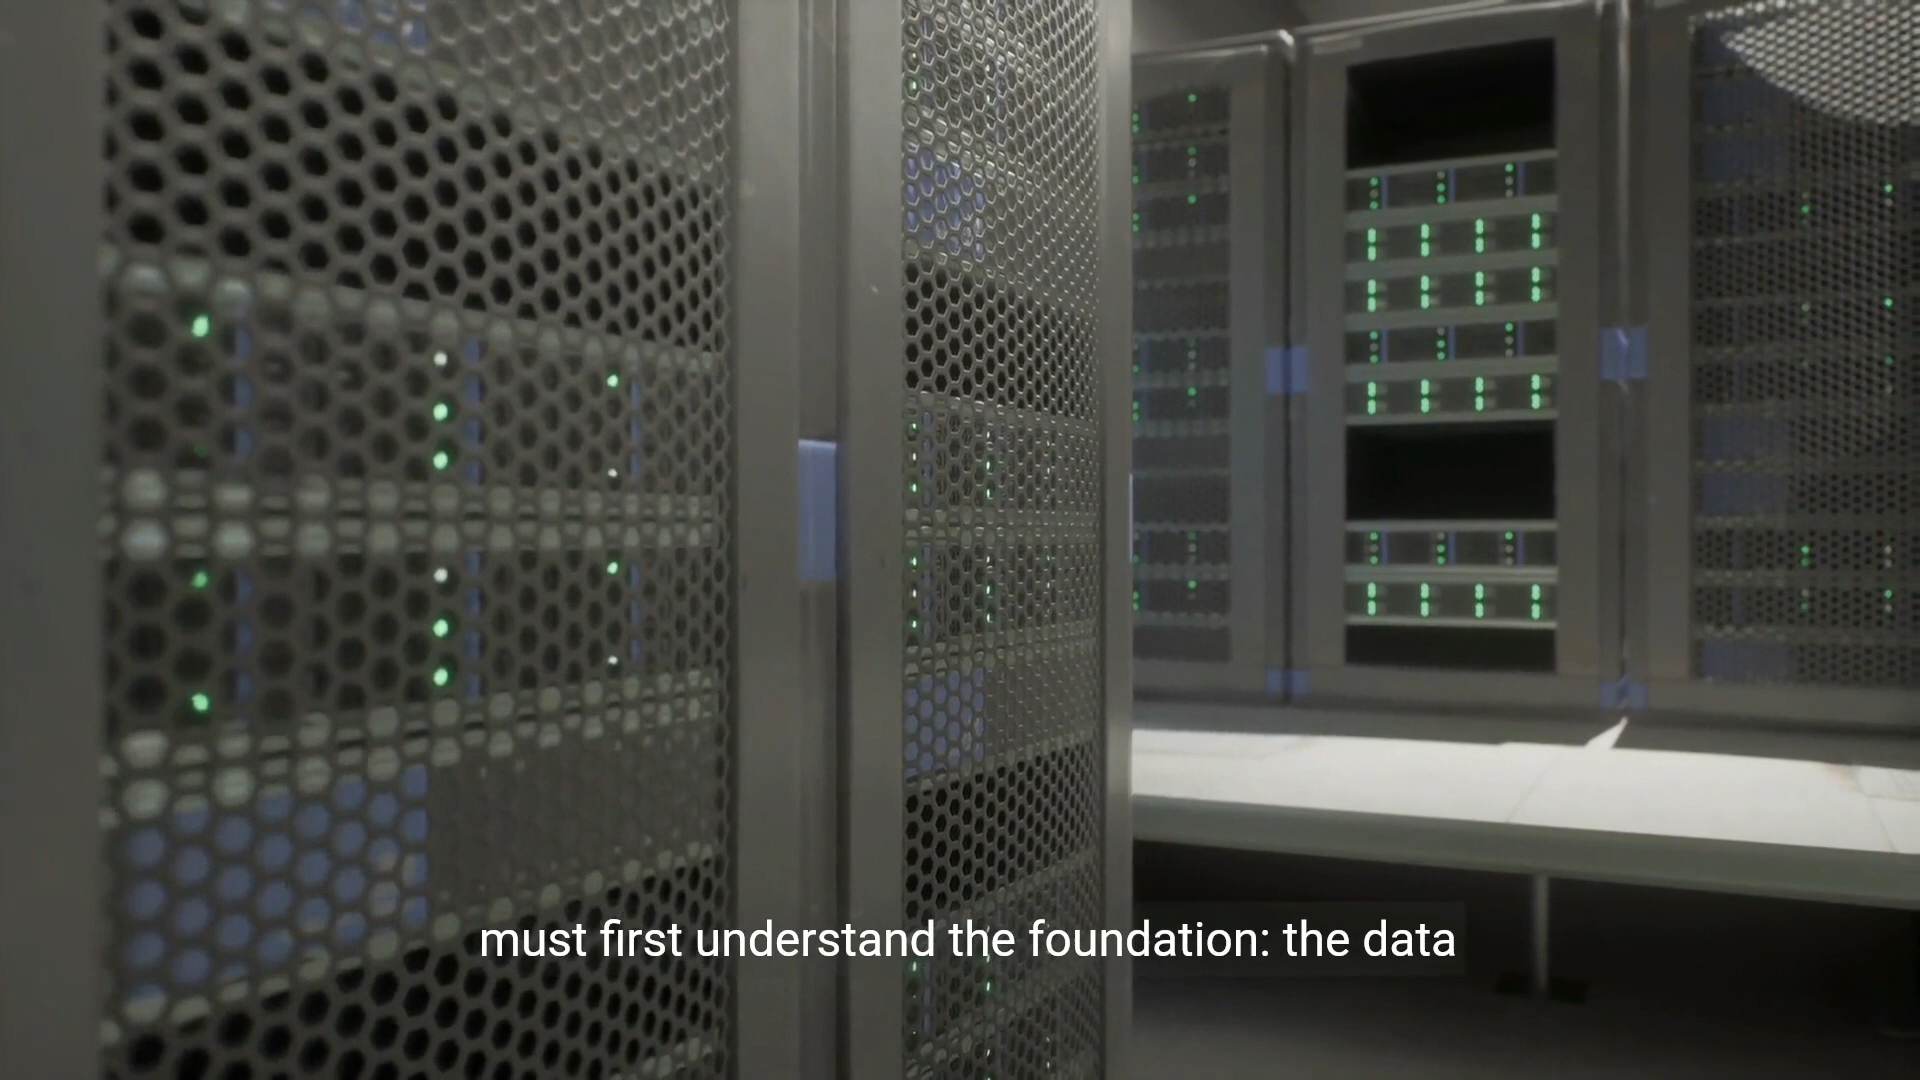 must first understand the foundation: the data